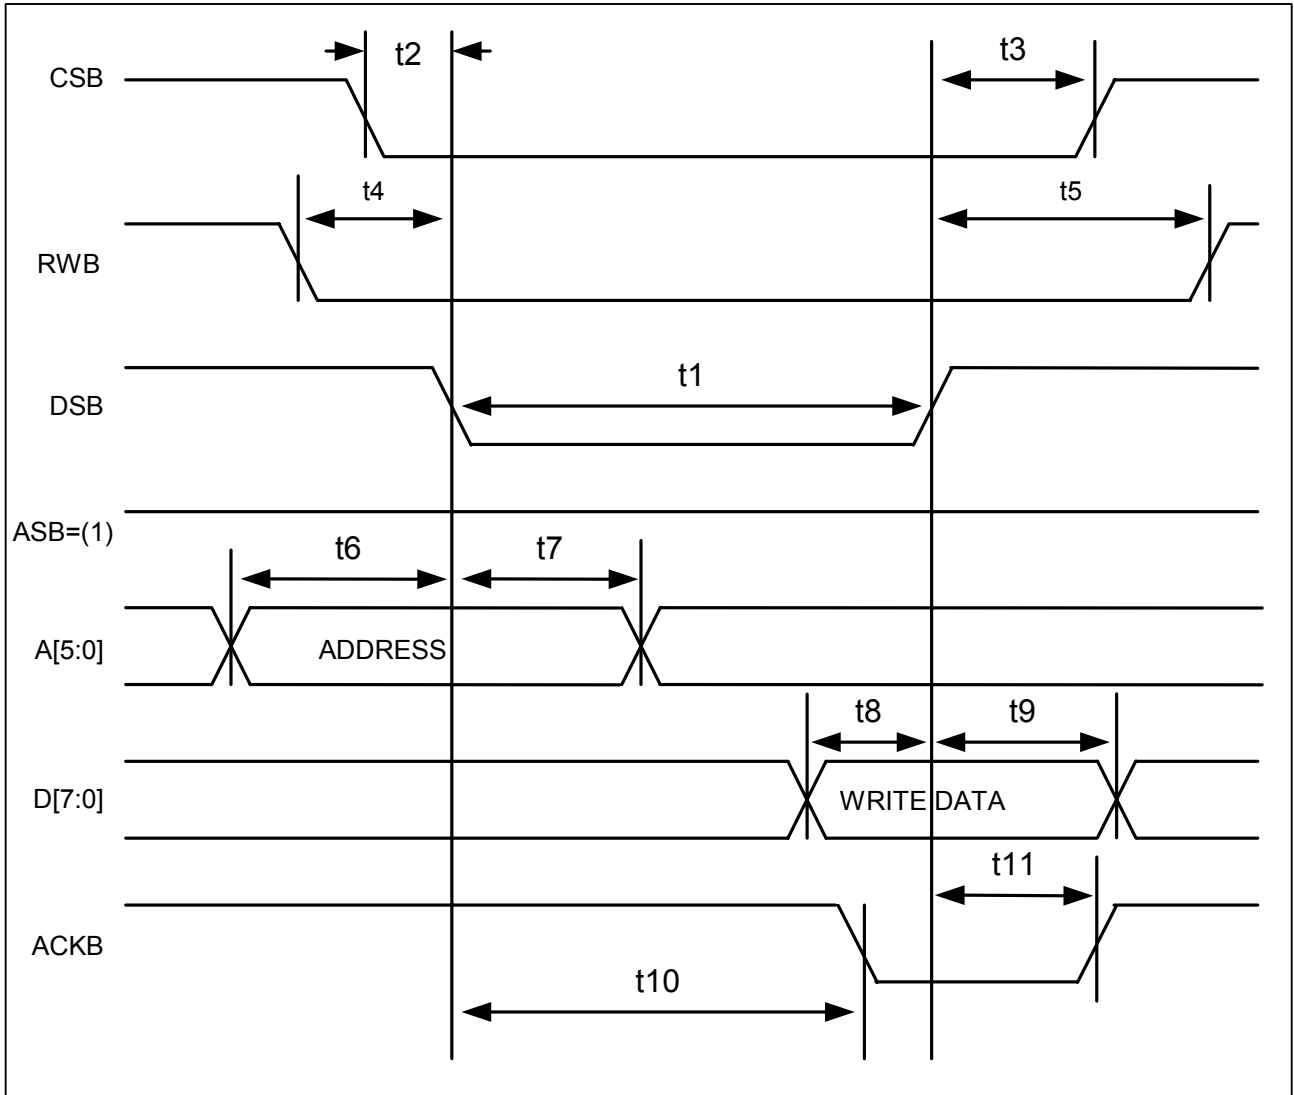 t2
t3
CSB
t4
t5
RWB
t1
DSB
ASB=(1)
t6
t7
A[5:0]
ADDRESS
t8
t9
D[7:0]
WRITE DATA
t11
ACKB
t10